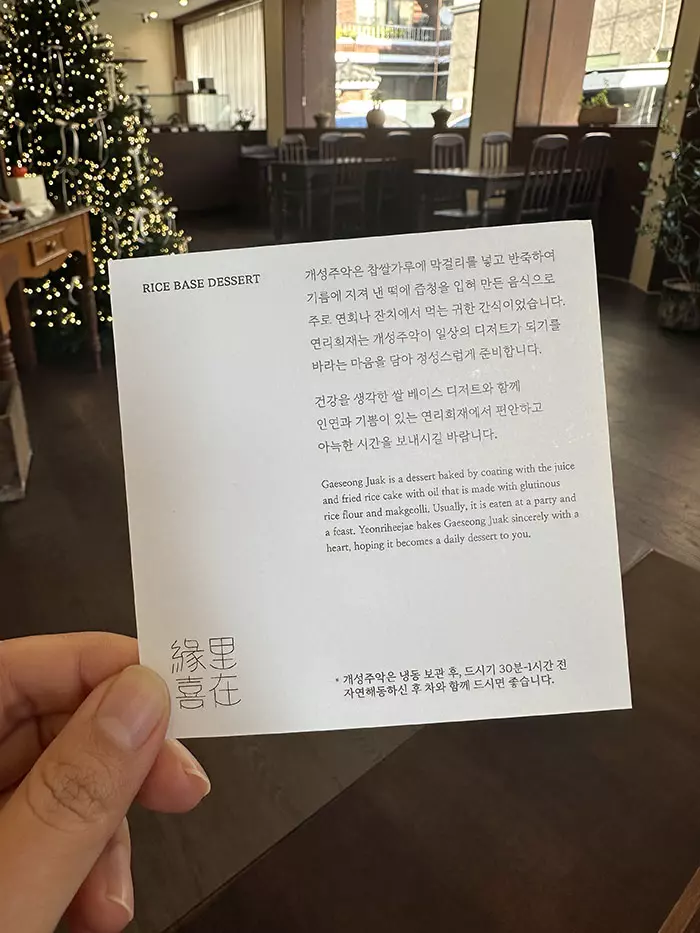 RICE BASE DESSERT
개성주악은 찹쌀가루에 막걸리를 넣고 반죽하여
기름에 지져 낸 떡에 즙청을 입혀 만든 음식으로
주로 연회나 잔치에서 먹는 귀한 간식이었습니다.
연리희재는 개성주악이 일상의 디저트가 되기를
바라는 마음을 담아 정성스럽게 준비합니다.
건강을 생각한 쌀 베이스 디저트와 함께
인연과 기쁨이 있는 연리희재에서 편안하고
아늑한 시간을 보내시길 바랍니다.
Gaeseong Juak is a dessert baked by coating with the juice
and fried rice cake with oil that is made with glutinous
rice flour and makgeolli. Usually, it is eaten at a party and
a feast. Yeonriheejae bakes Gaeseong Juak sincerely with a
heart, hoping it becomes a daily dessert to you.
緣里
喜在
* 개성주악은 냉동 보관 후, 드시기 30분-1시간 전
자연해동하신 후 차와 함께 드시면 좋습니다.